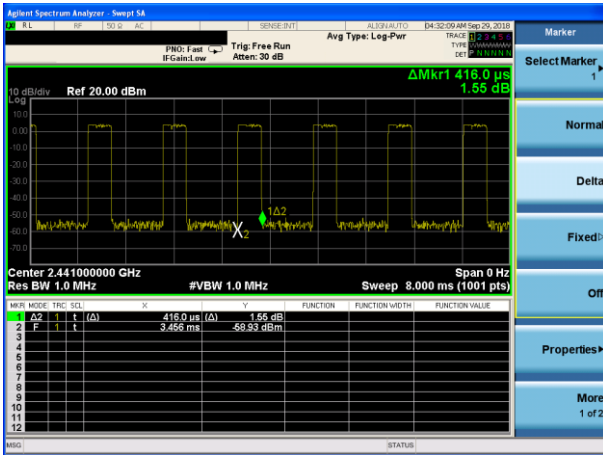 Agilent Spectrum Analyzer - Swept SA
RL RF 50 Ω AC SENSE:INT ALIGNAUTO 04:32:09 AM Sep 29, 2018
Avg Type: Log-Pwr TRACE 1 2 3 4 5 6
PNO: Fast Trig: Free Run TYPE
IFGain:Low Atten: 30 dB DET P N N N N N
ΔMkr1 416.0 µs
10 dB/div Ref 20.00 dBm 1.55 dB
Log
10.0
0.00
-10.0
-20.0
-30.0
-40.0
-50.0 1Δ2
-60.0 X2
-70.0
Center 2.441000000 GHz Span 0 Hz
Res BW 1.0 MHz #VBW 1.0 MHz Sweep 8.000 ms (1001 pts)
MKR MODE TRC SCL X Y FUNCTION FUNCTION WIDTH FUNCTION VALUE
1 Δ2 1 t (Δ) 416.0 µs (Δ) 1.55 dB
2 F 1 t 3.456 ms -58.93 dBm
3
4
5
6
7
8
9
10
11
12
MSG STATUS
Marker
Select Marker
1
Normal
Delta
Fixed
Off
Properties
More
1 of 2